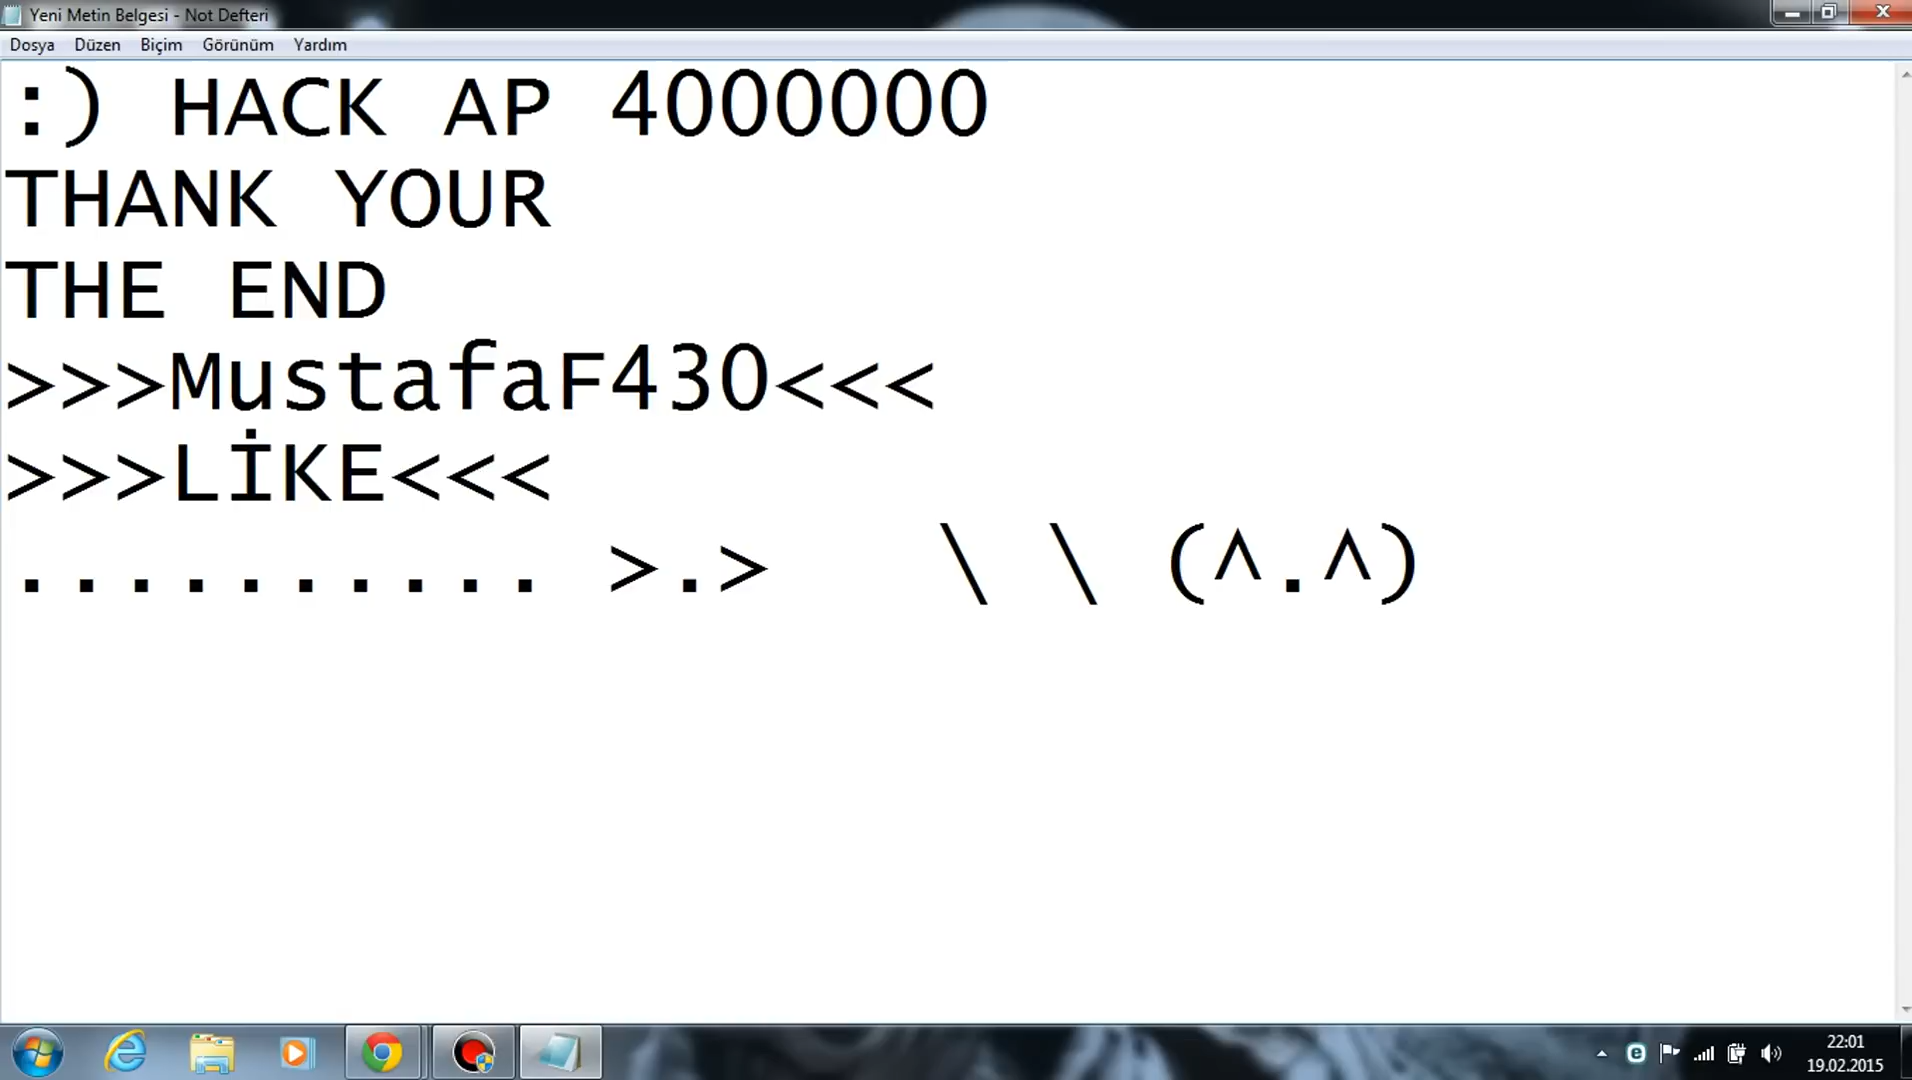 Yeni Metin Belgesi - Not Defteri
Dosya Düzen Biçim Görünüm Yardım
:) HACK AP 4000000
THANK YOUR
THE END
>>>MustafaF430<<<
>>>LİKE<<<
.......... >.>   \ \ (^.^)
22:01
19.02.2015